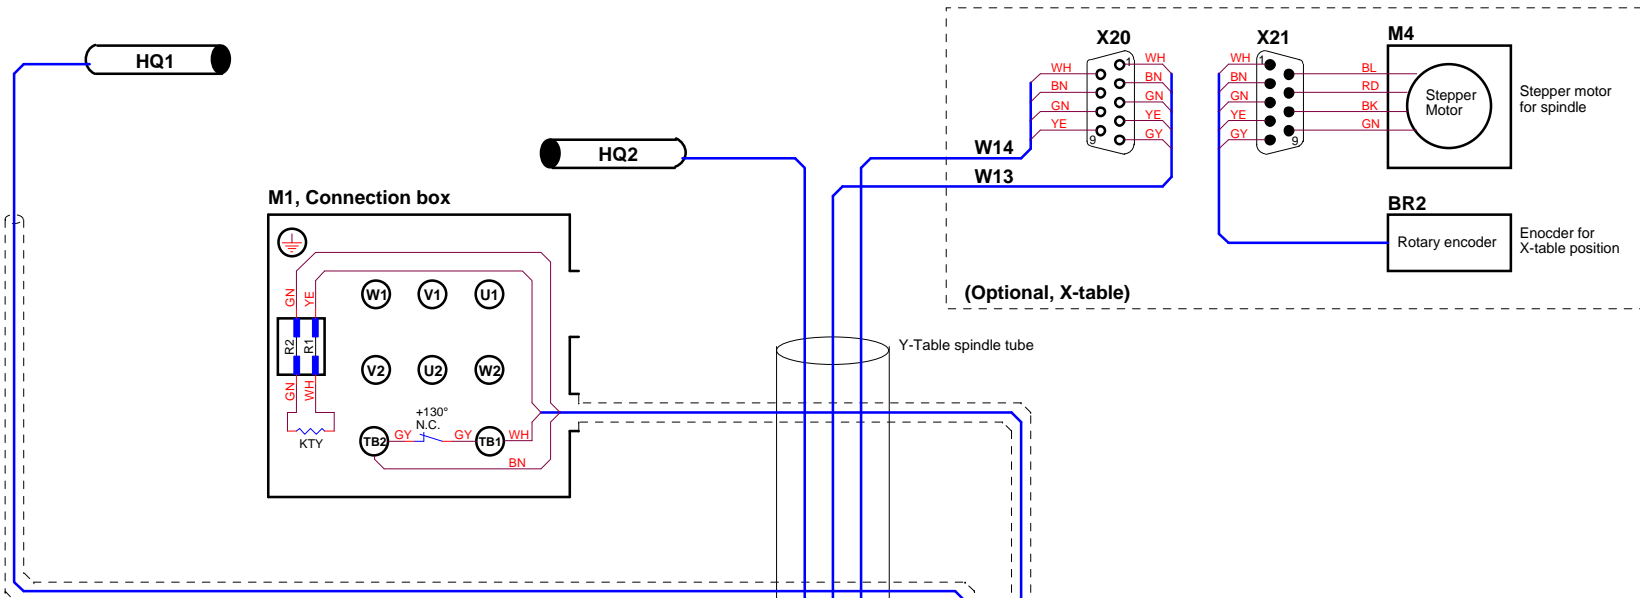 HQ1
HQ2
M1, Connection box
GN
YE
R2
R1
GN
WH
KTY
W1
V1
U1
V2
U2
W2
+130°
N.C.
TB2
GY
GY
TB1
WH
BN
W14
W13
X20
WH
BN
GN
YE
1
9
WH
BN
GN
YE
GY
X21
WH
BN
GN
YE
GY
1
9
BL
RD
BK
GN
M4
Stepper
Motor
Stepper motor
for spindle
BR2
Rotary encoder
Enocder for
X-table position
(Optional, X-table)
Y-Table spindle tube